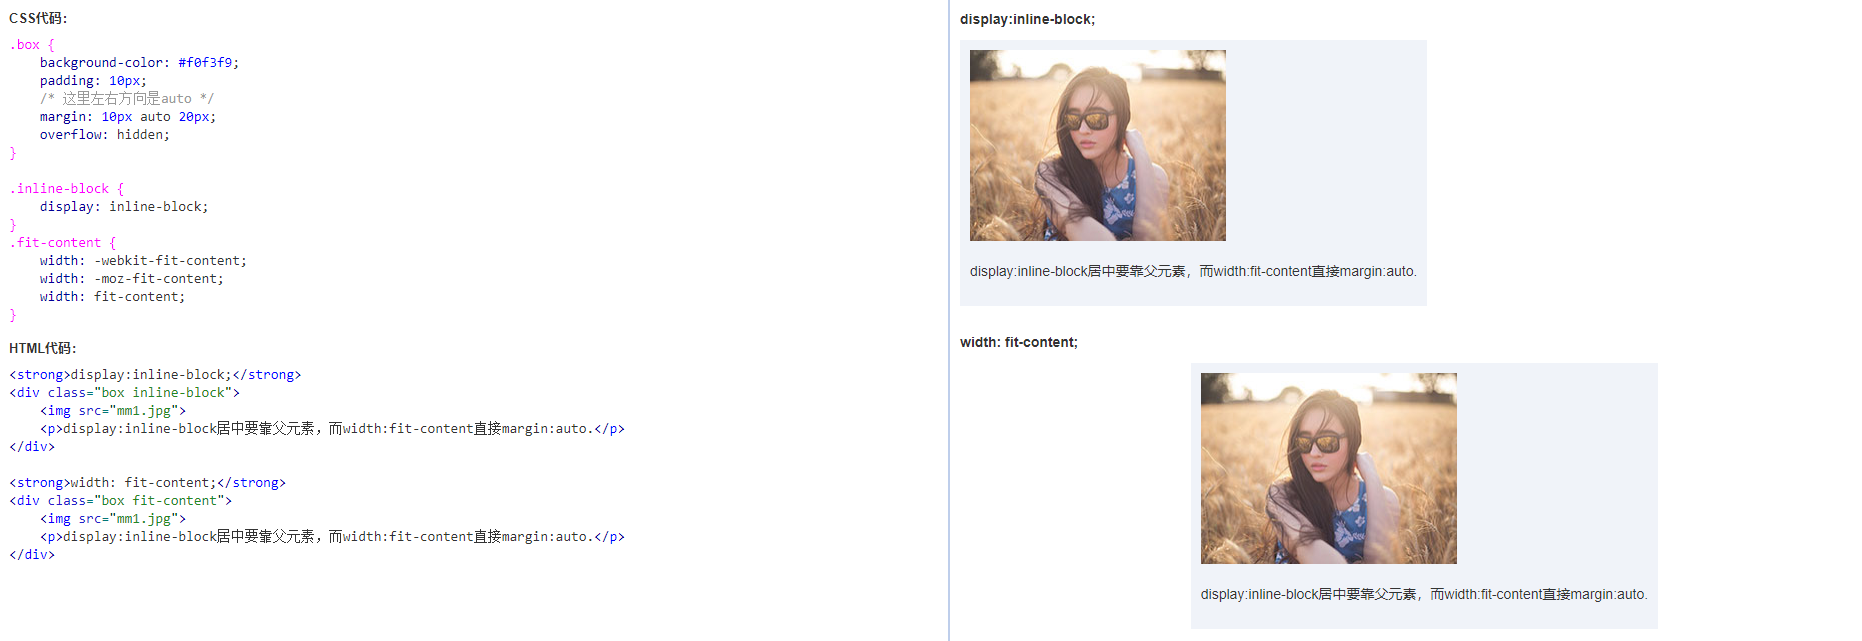 CSS代码：
.box {
    background-color: #f0f3f9;
    padding: 10px;
    /* 这里左右方向是auto */
    margin: 10px auto 20px;
    overflow: hidden;
}
.inline-block {
    display: inline-block;
}
.fit-content {
    width: -webkit-fit-content;
    width: -moz-fit-content;
    width: fit-content;
}
HTML代码：
<strong>display:inline-block;</strong>
<div class="box inline-block">
    <img src="mm1.jpg">
    <p>display:inline-block居中要靠父元素，而width:fit-content直接margin:auto.</p>
</div>
<strong>width: fit-content;</strong>
<div class="box fit-content">
    <img src="mm1.jpg">
    <p>display:inline-block居中要靠父元素，而width:fit-content直接margin:auto.</p>
</div>
display:inline-block;
display:inline-block居中要靠父元素，而width:fit-content直接margin:auto.
width: fit-content;
display:inline-block居中要靠父元素，而width:fit-content直接margin:auto.